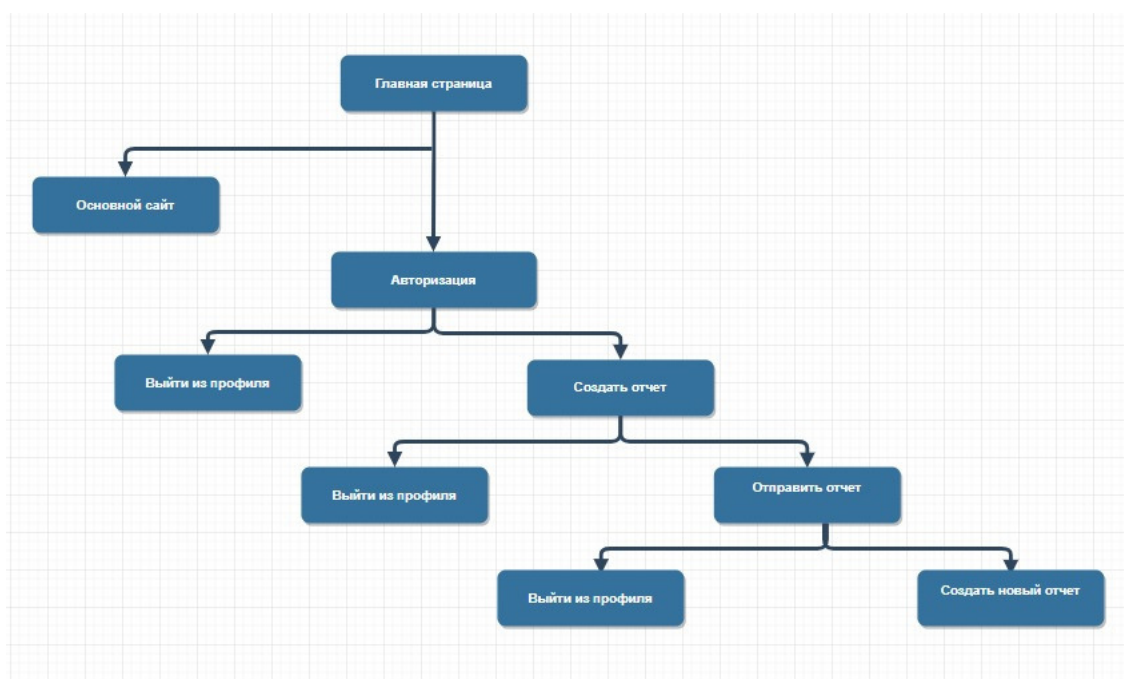 Главная страница
Основной сайт
Авторизация
Выйти из профиля
Создать отчет
Выйти из профиля
Отправить отчет
Выйти из профиля
Создать новый отчет